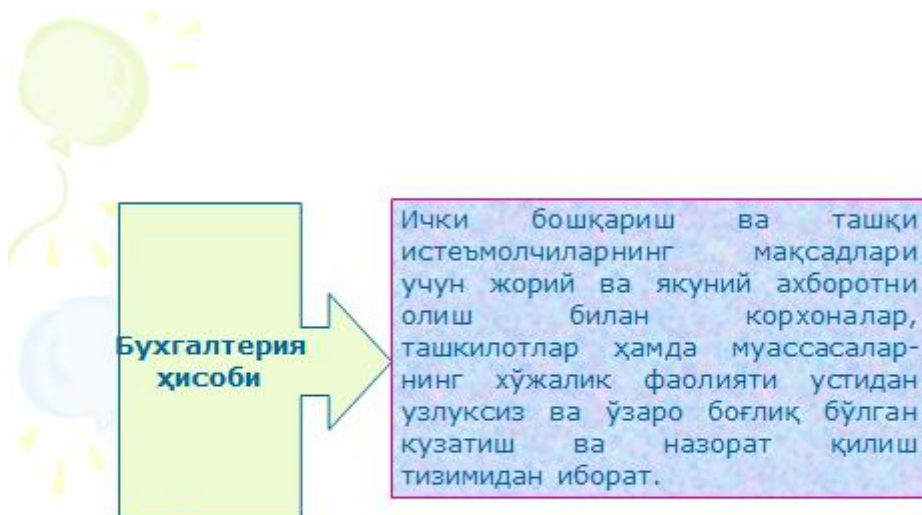 Бухгалтерия
ҳисоби
Ички бошқариш ва ташқи
истеъмолчиларнинг мақсадлари
учун жорий ва якуний ахборотни
олиш билан корхоналар,
ташкилотлар ҳамда муассасалар-
нинг хўжалик фаолияти устидан
узлуксиз ва ўзаро боғлиқ бўлган
кузатиш ва назорат қилиш
тизимидан иборат.